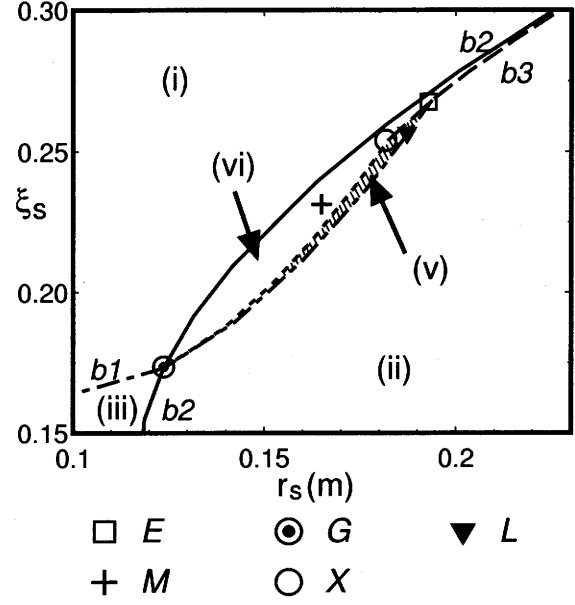 0.30
b2
b3
(i)
0.25
(vi)
ξs
(v)
0.20
b1
(ii)
(iii)
b2
0.15
0.1
0.15
0.2
rs(m)
E
G
L
M
X